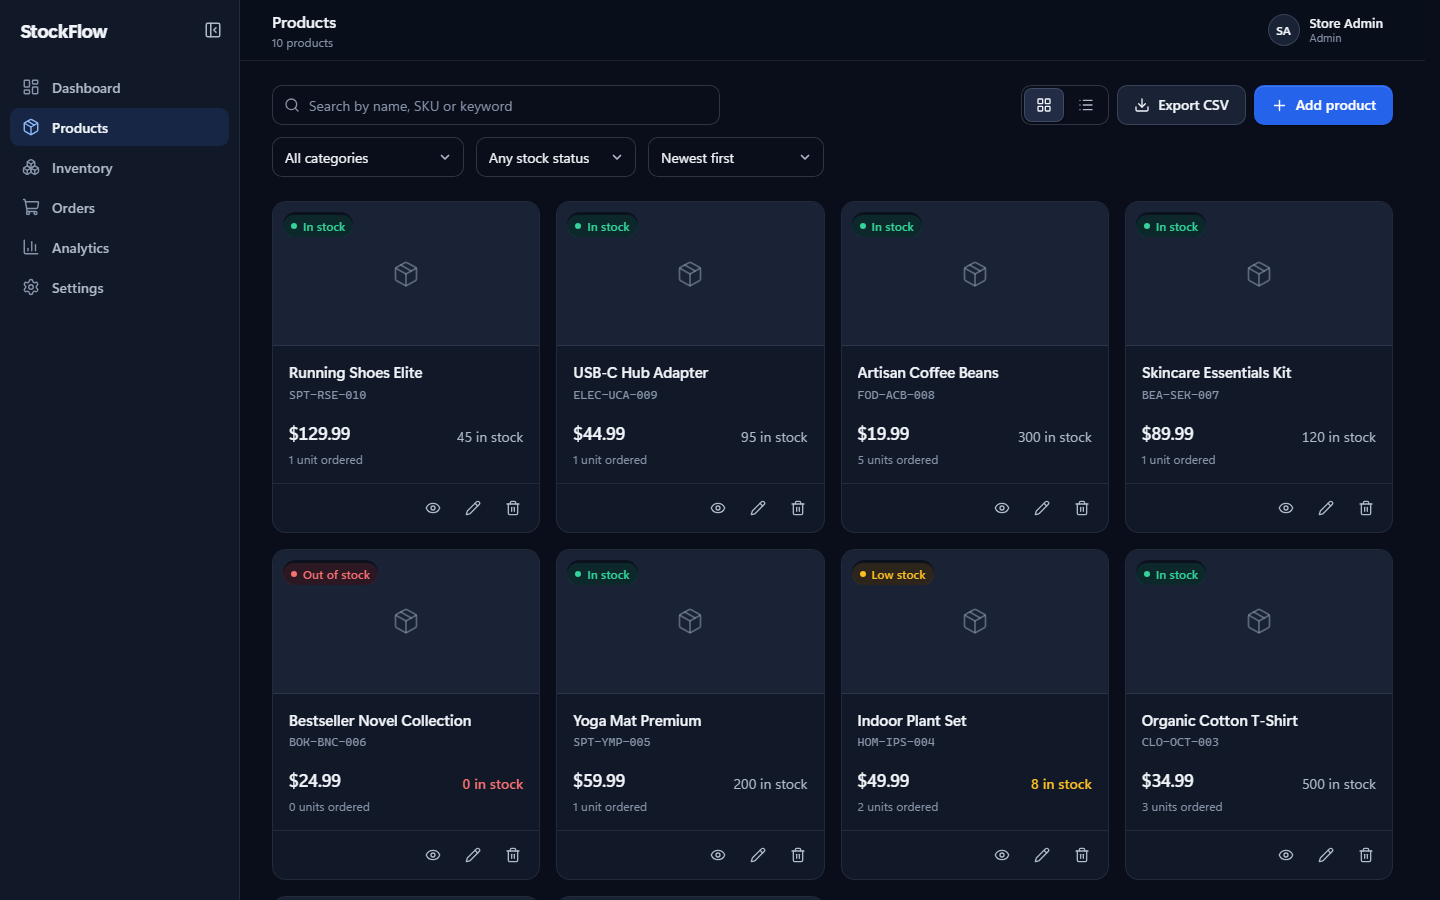 StockFlow
Dashboard
Products
Inventory
Orders
Analytics
Settings
Products
10 products
SA
Store Admin
Admin
Search by name, SKU or keyword
Export CSV
Add product
All categories
Any stock status
Newest first
In stock
Running Shoes Elite
SPT-RSE-010
$129.99
45 in stock
1 unit ordered
In stock
USB-C Hub Adapter
ELEC-UCA-009
$44.99
95 in stock
1 unit ordered
In stock
Artisan Coffee Beans
FOD-ACB-008
$19.99
300 in stock
5 units ordered
In stock
Skincare Essentials Kit
BEA-SEK-007
$89.99
120 in stock
1 unit ordered
Out of stock
Bestseller Novel Collection
BOK-BNC-006
$24.99
0 in stock
0 units ordered
In stock
Yoga Mat Premium
SPT-YMP-005
$59.99
200 in stock
1 unit ordered
Low stock
Indoor Plant Set
HOM-IPS-004
$49.99
8 in stock
2 units ordered
In stock
Organic Cotton T-Shirt
CLO-OCT-003
$34.99
500 in stock
3 units ordered